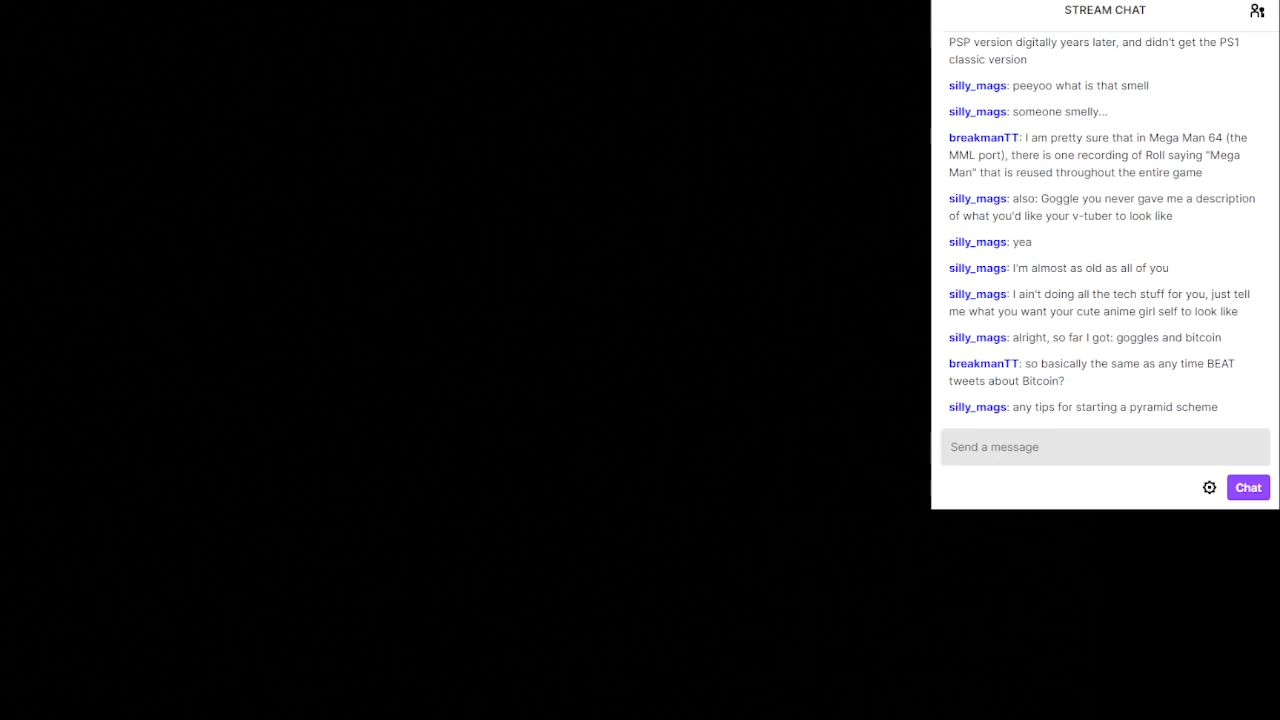 STREAM CHAT
PSP version digitally years later, and didn't get the PS1
classic version
silly_mags: peeyoo what is that smell
silly_mags: someone smelly...
breakmanTT: I am pretty sure that in Mega Man 64 (the
MML port), there is one recording of Roll saying "Mega
Man" that is reused throughout the entire game
silly_mags: also: Goggle you never gave me a description
of what you'd like your v-tuber to look like
silly_mags: yea
silly_mags: I'm almost as old as all of you
silly_mags: I ain't doing all the tech stuff for you, just tell
me what you want your cute anime girl self to look like
silly_mags: alright, so far I got: goggles and bitcoin
breakmanTT: so basically the same as any time BEAT
tweets about Bitcoin?
silly_mags: any tips for starting a pyramid scheme
Send a message
Chat